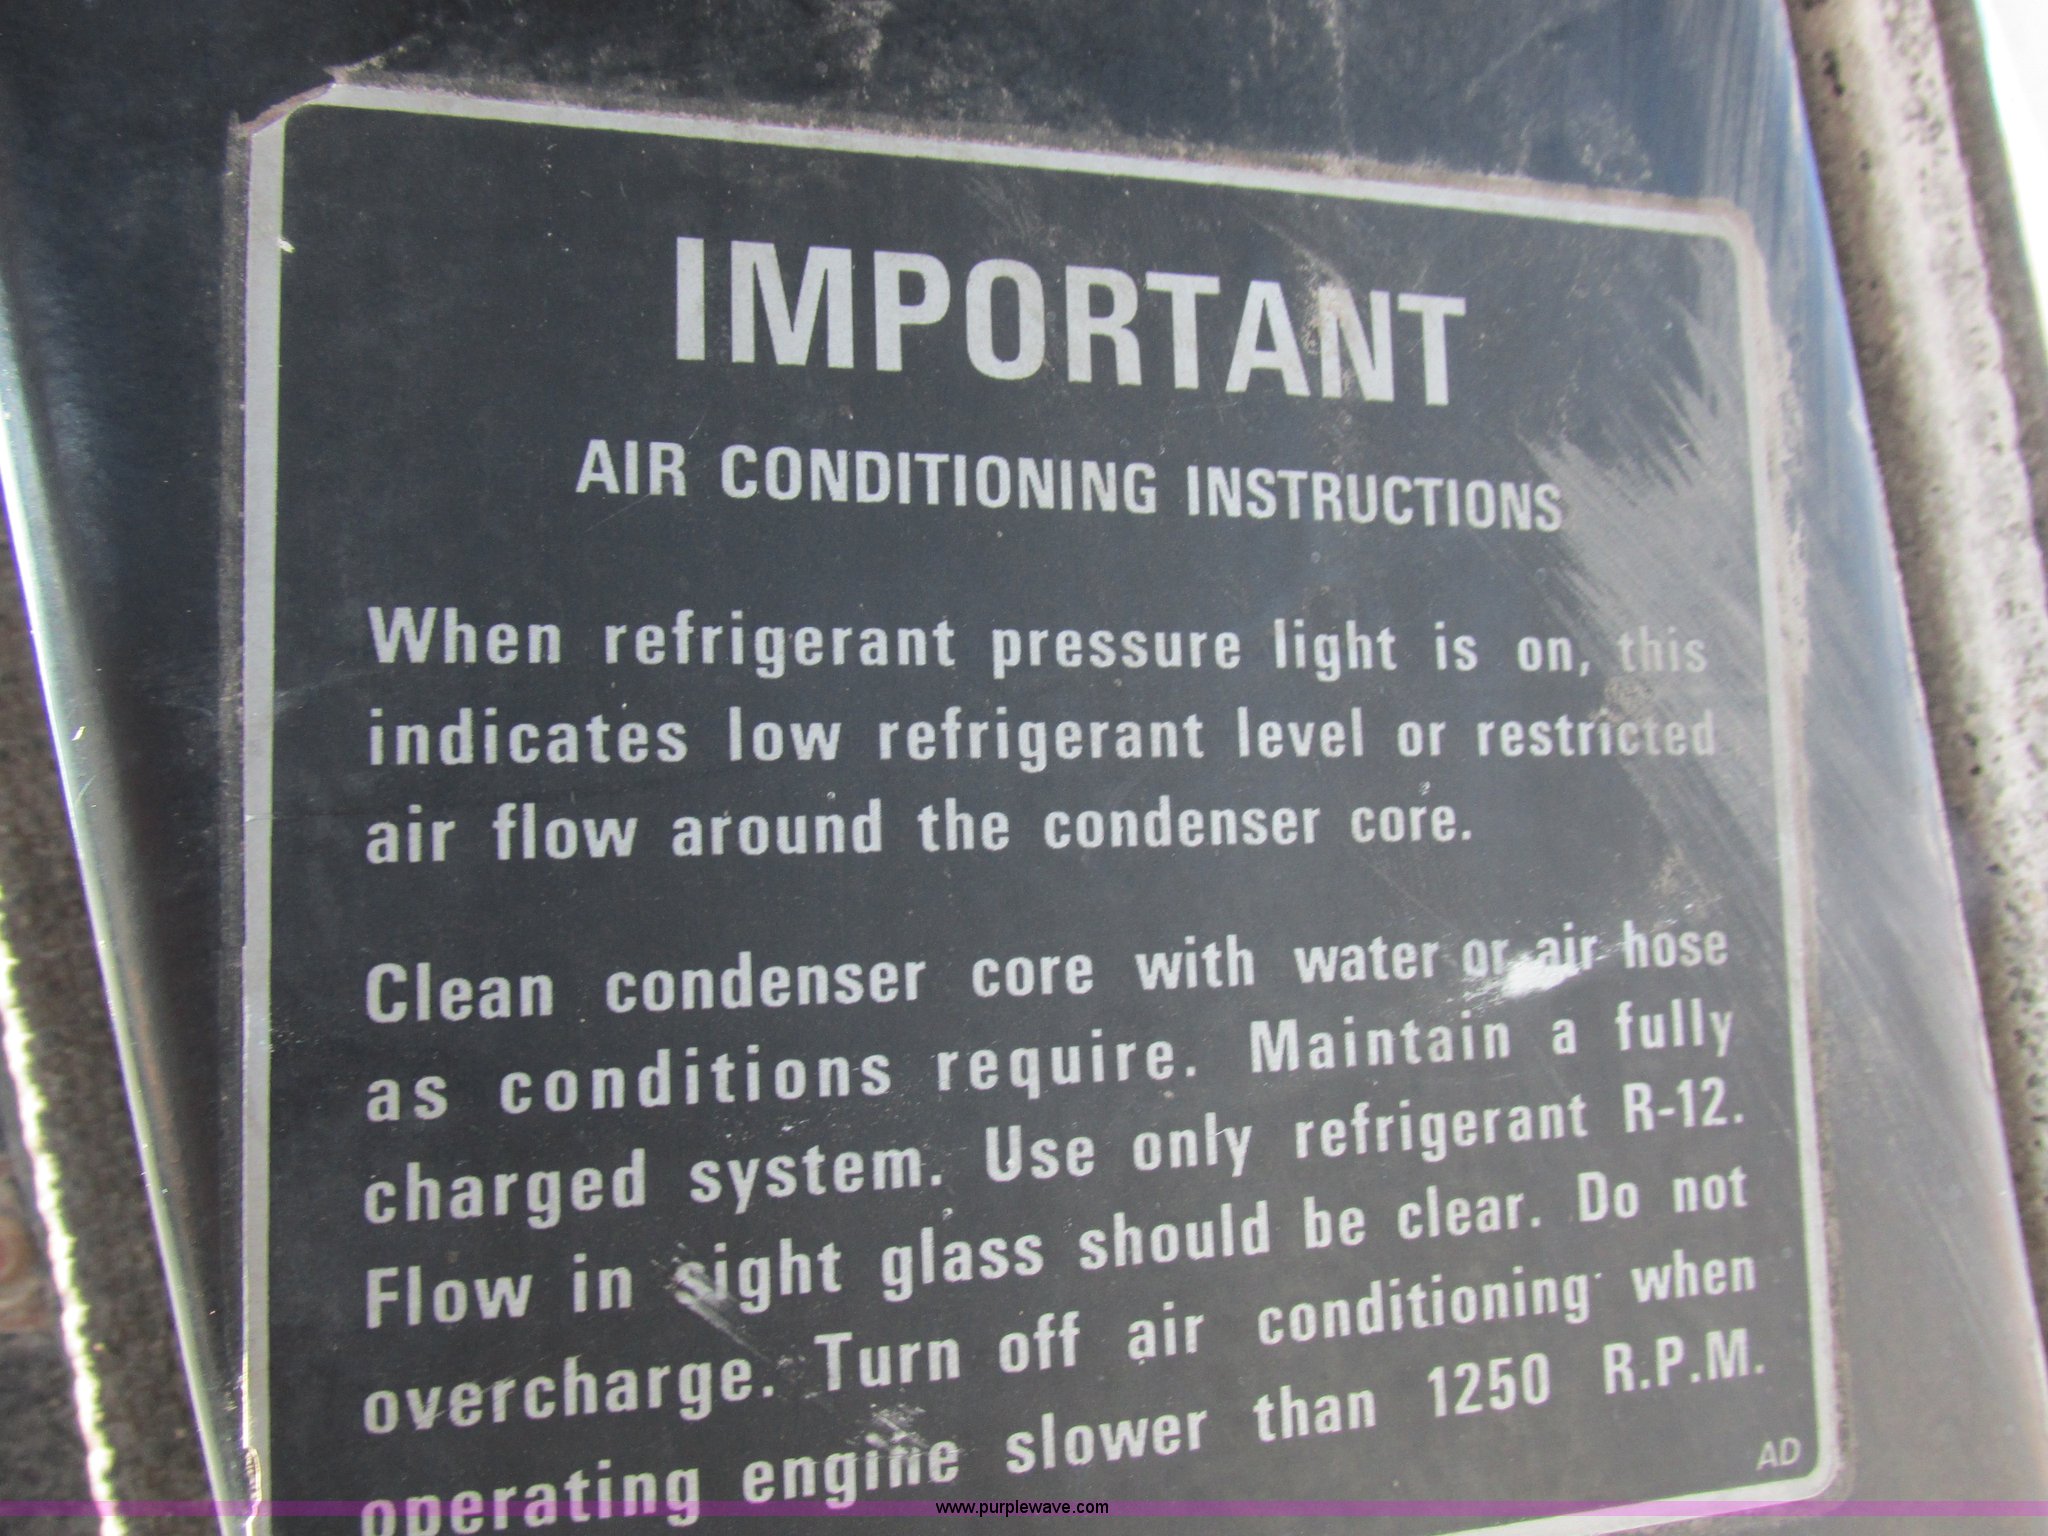 IMPORTANT
AIR CONDITIONING INSTRUCTIONS
When refrigerant pressure light is on, this
indicates low refrigerant level or restricted
air flow around the condenser core.
Clean condenser core with water or air hose
as conditions require. Maintain a fully
charged system. Use only refrigerant R-12.
Flow in sight glass should be clear. Do not
overcharge. Turn off air conditioning when
operating engine slower than 1250 R.P.M.
AD
www.purplewave.com